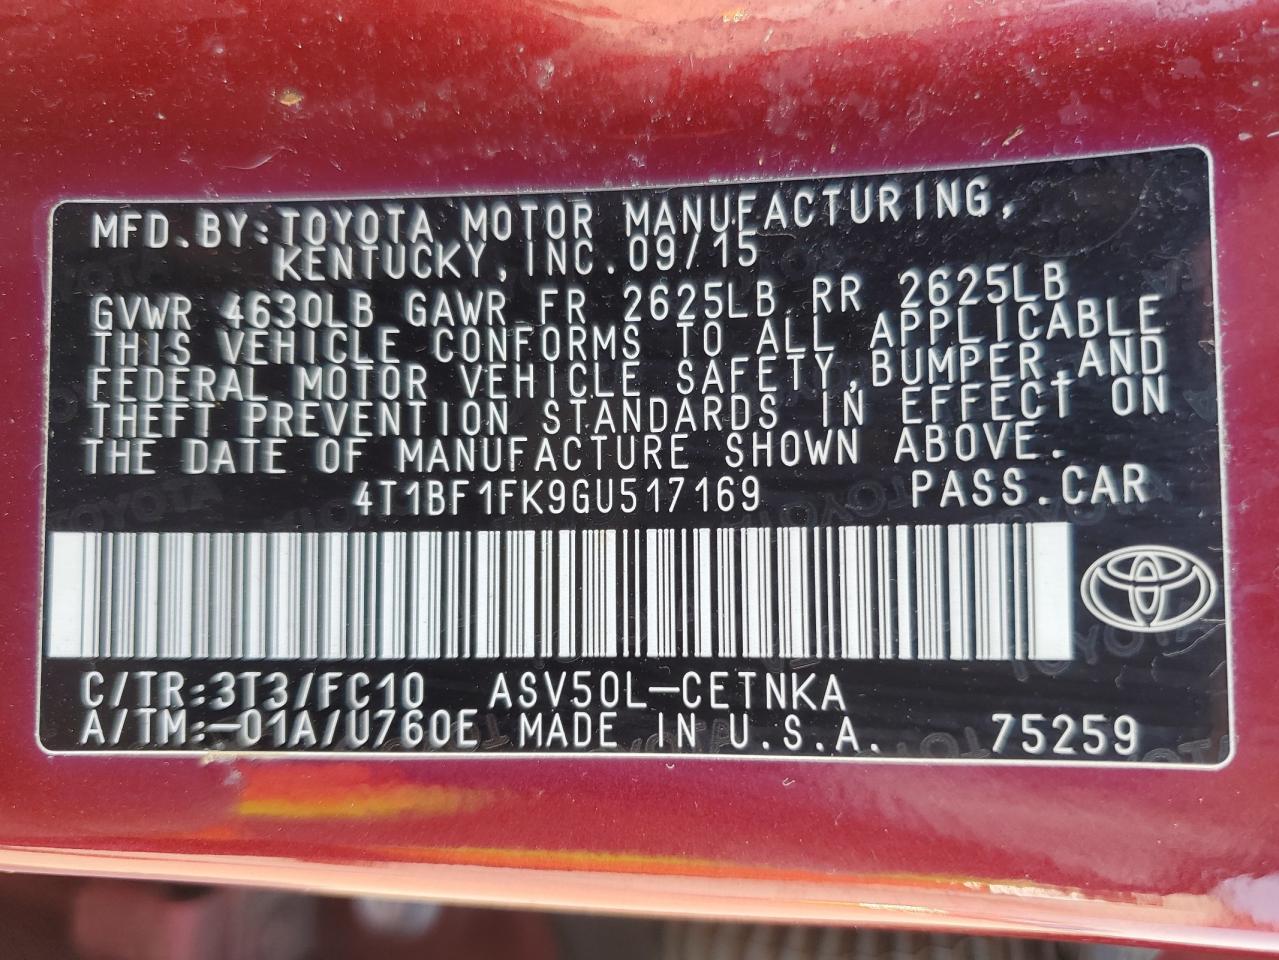 MFD.BY:TOYOTA MOTOR MANUFACTURING,
KENTUCKY, INC. 09/15
GVWR 4630LB GAWR FR 2625LB RR 2625LB
THIS VEHICLE CONFORMS TO ALL APPLICABLE
FEDERAL MOTOR VEHICLE SAFETY, BUMPER, AND
THEFT PREVENTION STANDARDS IN EFFECT ON
THE DATE OF MANUFACTURE SHOWN ABOVE.
4T1BF1FK9GU517169 PASS.CAR
C/TR:3T3/FC10 ASV50L-CETNKA
A/TM:-01A/U760E MADE IN U.S.A. 75259